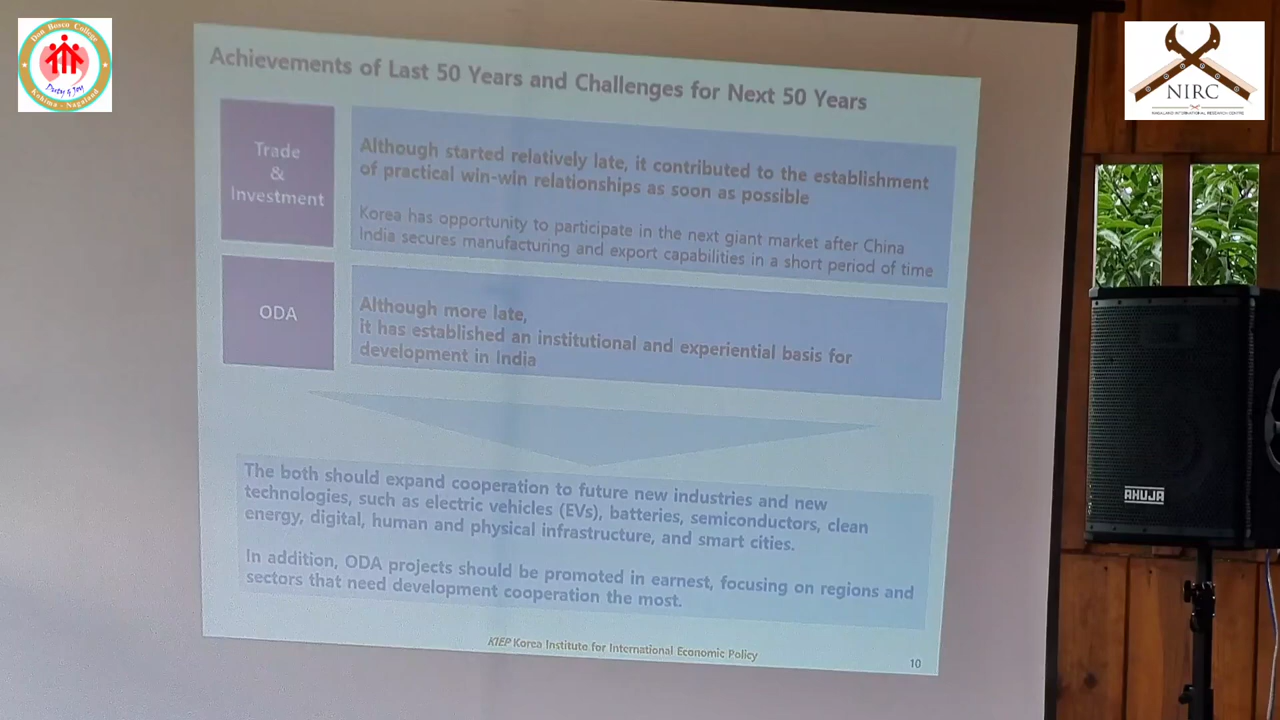 Don Bosco College
Purity & Joy
Kohima - Nagaland
NIRC
NAGALAND INTERNATIONAL RESEARCH CENTRE
Achievements of Last 50 Years and Challenges for Next 50 Years
Trade
&
Investment
Although started relatively late, it contributed to the establishment
of practical win-win relationships as soon as possible
Korea has opportunity to participate in the next giant market after China
India secures manufacturing and export capabilities in a short period of time
ODA
Although more late,
it has established an institutional and experiential basis for
development in India
The both should expand cooperation to future new industries and new
technologies, such as electric vehicles (EVs), batteries, semiconductors, clean
energy, digital, human and physical infrastructure, and smart cities.
In addition, ODA projects should be promoted in earnest, focusing on regions and
sectors that need development cooperation the most.
KIEP Korea Institute for International Economic Policy
10
AHUJA